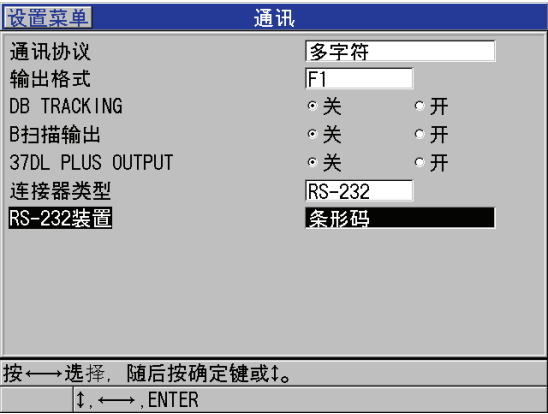 设置菜单 通讯
通讯协议 多字符
输出格式 F1
DB TRACKING 关 开
B扫描输出 关 开
37DL PLUS OUTPUT 关 开
连接器类型 RS-232
RS-232装置 条形码
按←→选择, 随后按确定键或↕。
↕,←→,ENTER